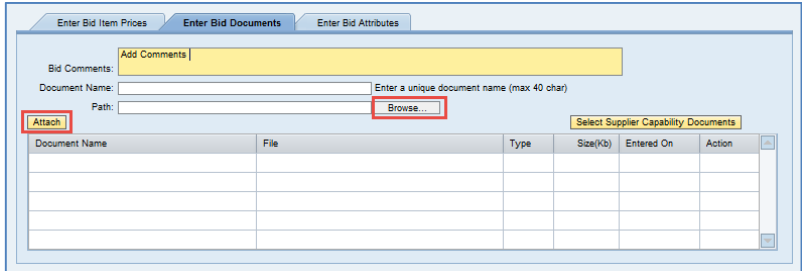 Enter Bid Item Prices Enter Bid Documents Enter Bid Attributes
Add Comments
Bid Comments:
Document Name: Enter a unique document name (max 40 char)
Path: Browse...
Attach Select Supplier Capability Documents
Document Name File Type Size(Kb) Entered On Action